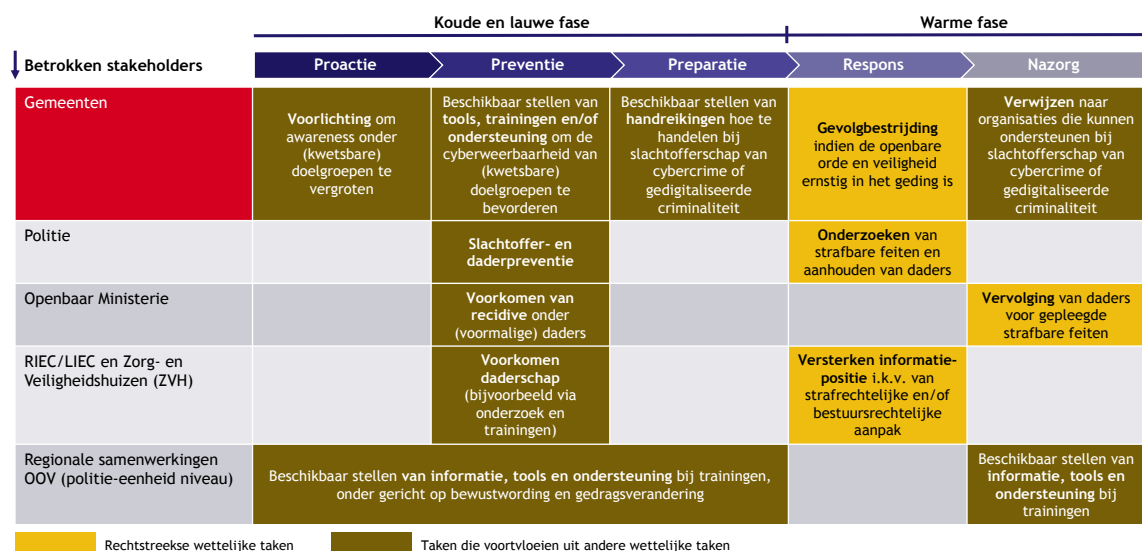 Koude en lauwe fase
Warme fase
Betrokken stakeholders
Proactie
Preventie
Preparatie
Respons
Nazorg
Gemeenten
Voorlichting om
awareness onder
(kwetsbare)
doelgroepen te
vergroten
Beschikbaar stellen van
tools, trainingen en/of
ondersteuning om de
cyberweerbaarheid van
(kwetsbare)
doelgroepen te
bevorderen
Beschikbaar stellen van
handreikingen hoe te
handelen bij
slachtofferschap van
cybercrime of
gedigitaliseerde
criminaliteit
Gevolgbestrijding
indien de openbare
orde en veiligheid
ernstig in het geding is
Verwijzen naar
organisaties die kunnen
ondersteunen bij
slachtofferschap van
cybercrime of
gedigitaliseerde
criminaliteit
Politie
Slachtoffer- en
daderpreventie
Onderzoeken van
strafbare feiten en
aanhouden van daders
Openbaar Ministerie
Voorkomen van
recidive onder
(voormalige) daders
Vervolging van daders
voor gepleegde
strafbare feiten
RIEC/LIEC en Zorg- en
Veiligheidshuizen (ZVH)
Voorkomen
daderschap
(bijvoorbeeld via
onderzoek en
trainingen)
Versterken informatie-
positie i.k.v. van
strafrechtelijke en/of
bestuursrechtelijke
aanpak
Regionale samenwerkingen
OOV (politie-eenheid niveau)
Beschikbaar stellen van informatie, tools en ondersteuning bij trainingen,
onder gericht op bewustwording en gedragsverandering
Beschikbaar stellen van
informatie, tools en
ondersteuning bij
trainingen
Rechtstreekse wettelijke taken
Taken die voortvloeien uit andere wettelijke taken